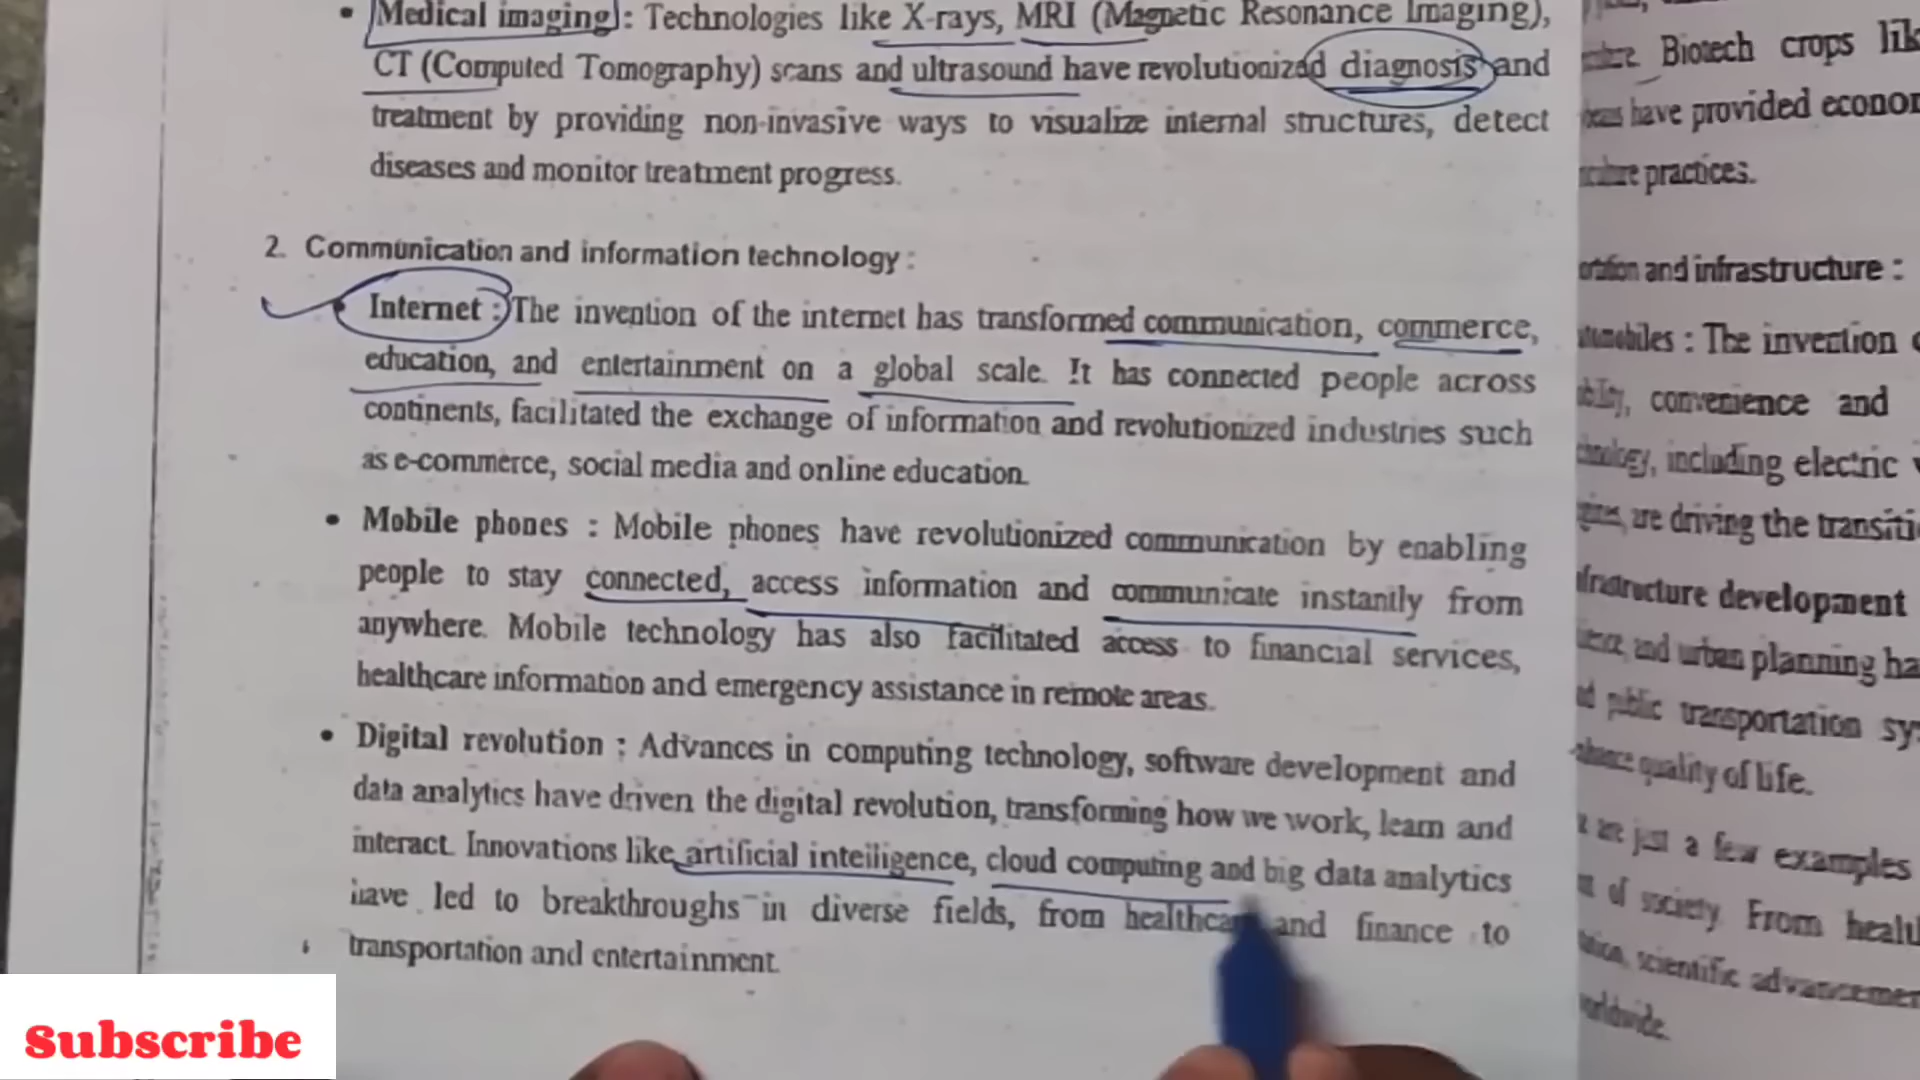 • Medical imaging : Technologies like X-rays, MRI (Magnetic Resonance Imaging),
CT (Computed Tomography) scans and ultrasound have revolutionized diagnosis and
treatment by providing non-invasive ways to visualize internal structures, detect
diseases and monitor treatment progress.
2. Communication and information technology :
• Internet : The invention of the internet has transformed communication, commerce,
education, and entertainment on a global scale. It has connected people across
continents, facilitated the exchange of information and revolutionized industries such
as e-commerce, social media and online education.
• Mobile phones : Mobile phones have revolutionized communication by enabling
people to stay connected, access information and communicate instantly from
anywhere. Mobile technology has also facilitated access to financial services,
healthcare information and emergency assistance in remote areas.
• Digital revolution : Advances in computing technology, software development and
data analytics have driven the digital revolution, transforming how we work, learn and
interact. Innovations like artificial intelligence, cloud computing and big data analytics
have led to breakthroughs in diverse fields, from and finance to
transportation and entertainment.
Biotech crops
have provided
practices.
and infrastructure :
: The invention
convenience and
including electric
are driving the
development
and urban planning
public transportation
quality of life.
are just a few examples
of society. From
scientific
Subscribe